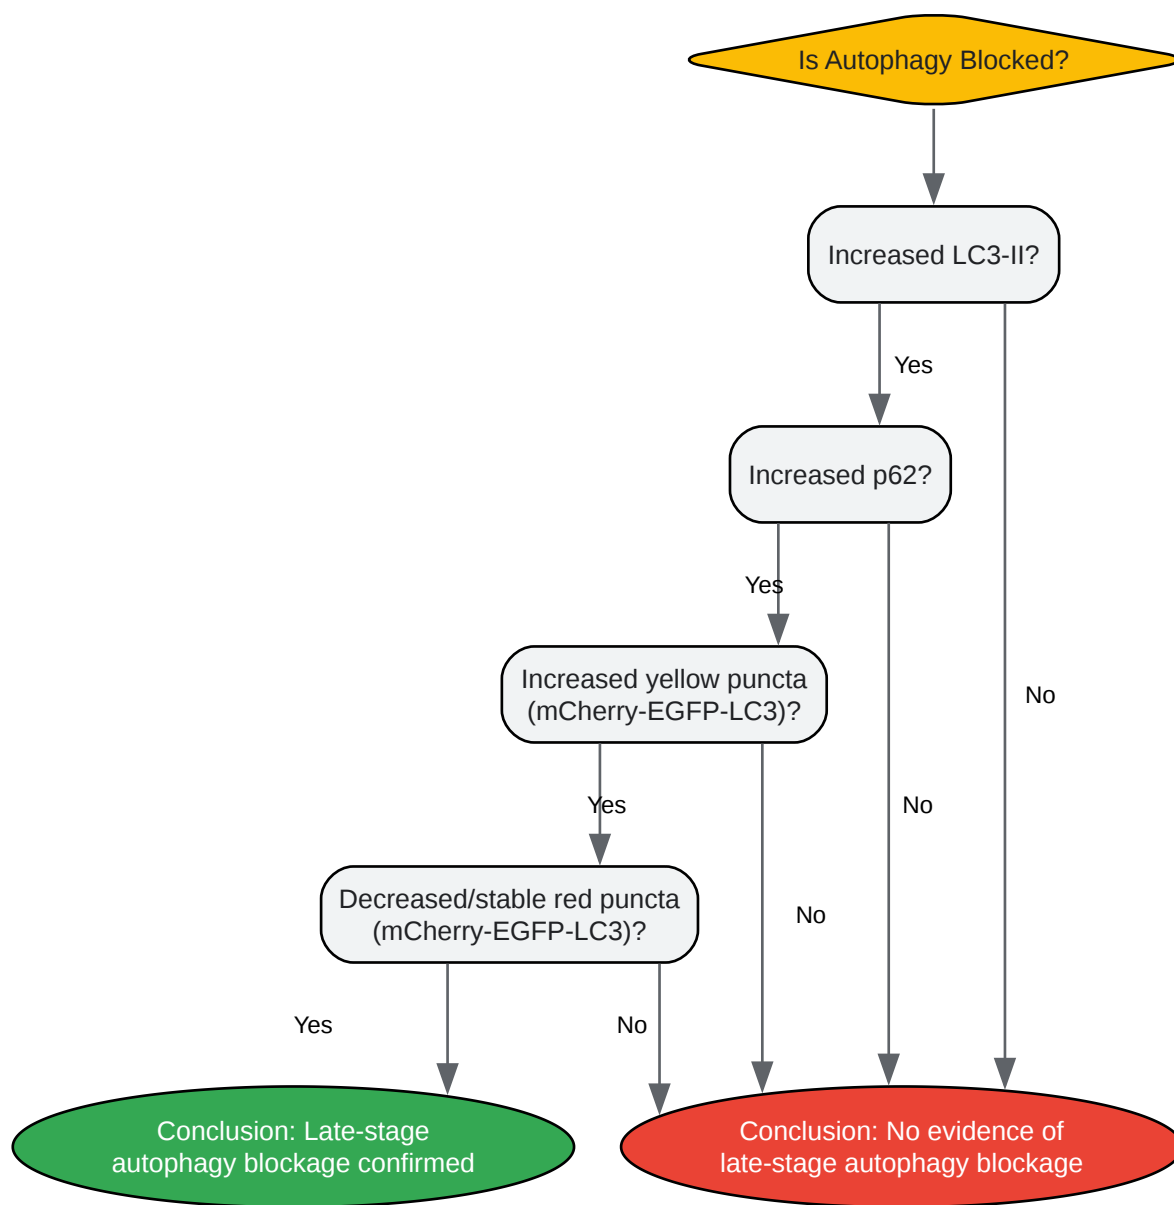 Is Autophagy Blocked?
Increased LC3-II?
Yes
Increased p62?
Yes
Increased yellow puncta
(mCherry-EGFP-LC3)?
No
Yes
No
Decreased/stable red puncta
(mCherry-EGFP-LC3)?
No
Yes
No
Conclusion: Late-stage
autophagy blockage confirmed
Conclusion: No evidence of
late-stage autophagy blockage